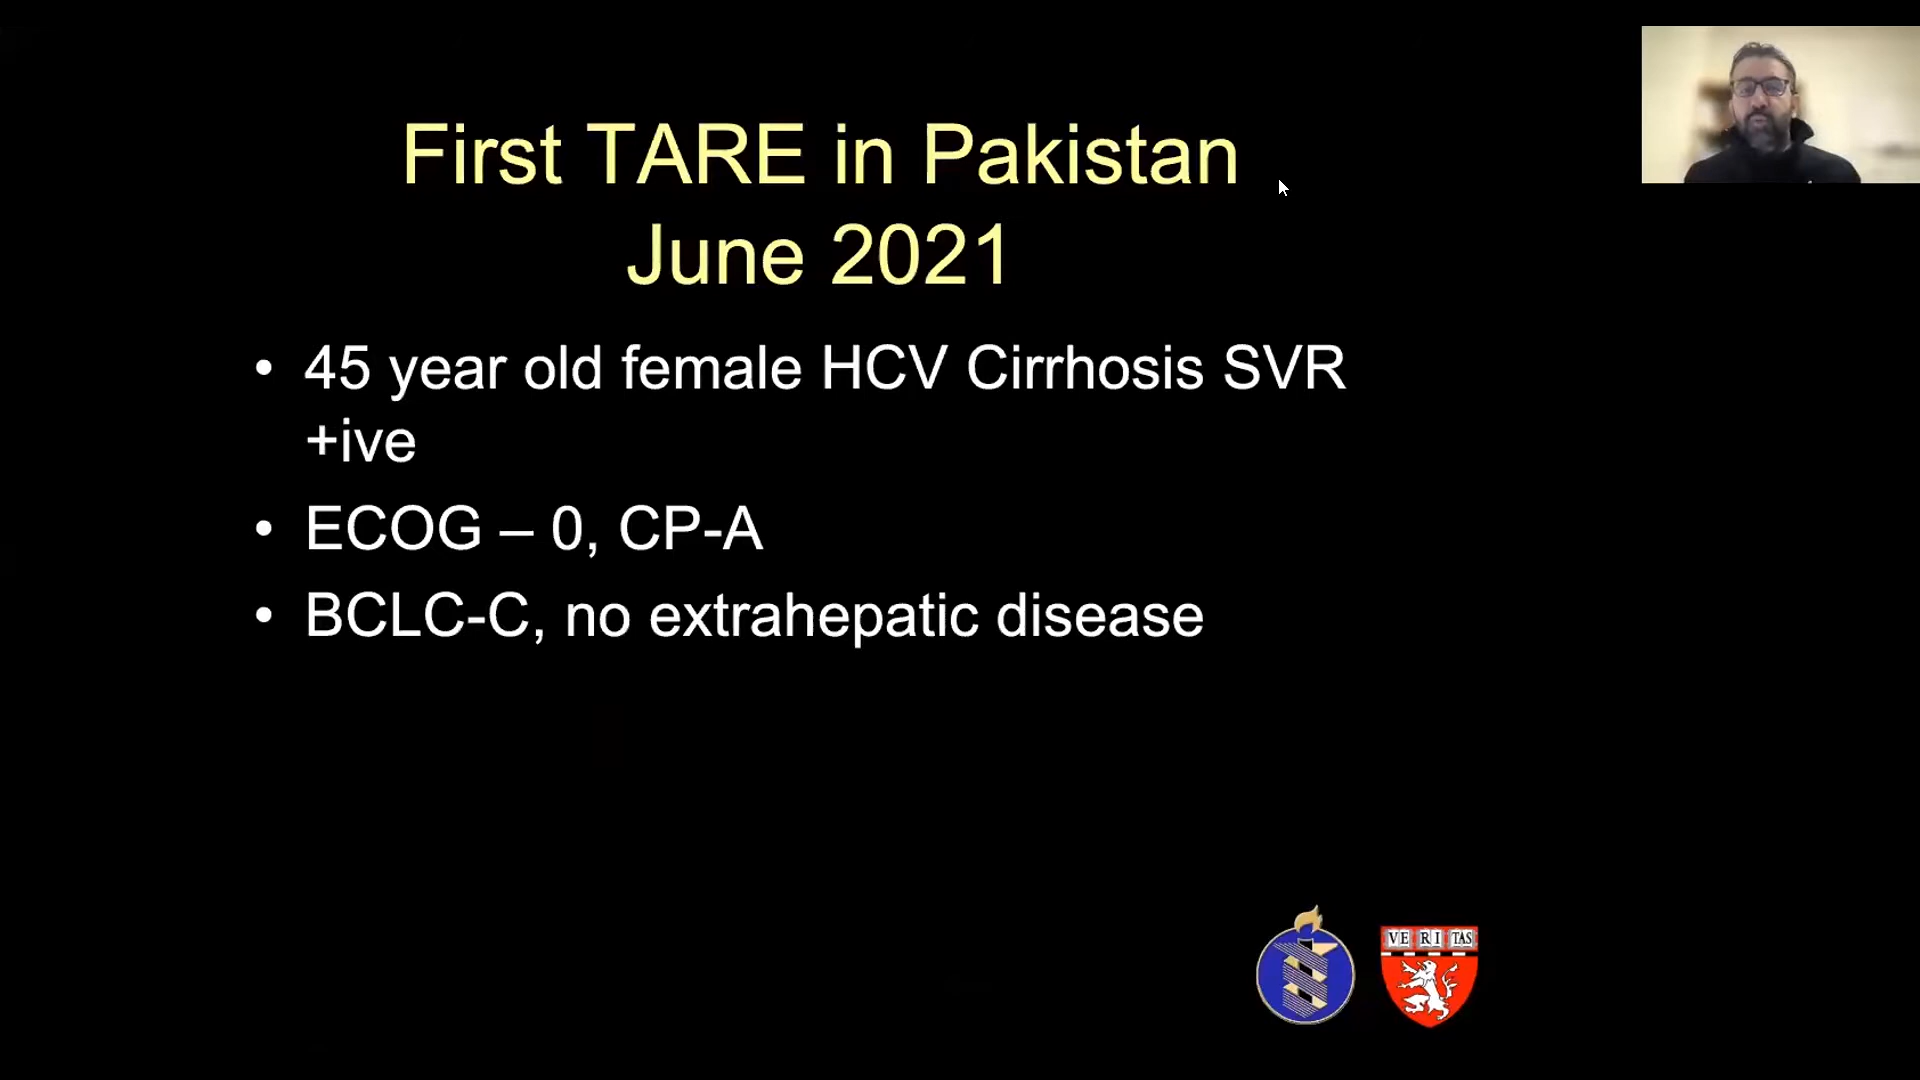 First TARE in Pakistan
June 2021
• 45 year old female HCV Cirrhosis SVR
+ive
• ECOG – 0, CP-A
• BCLC-C, no extrahepatic disease
VE RI TAS